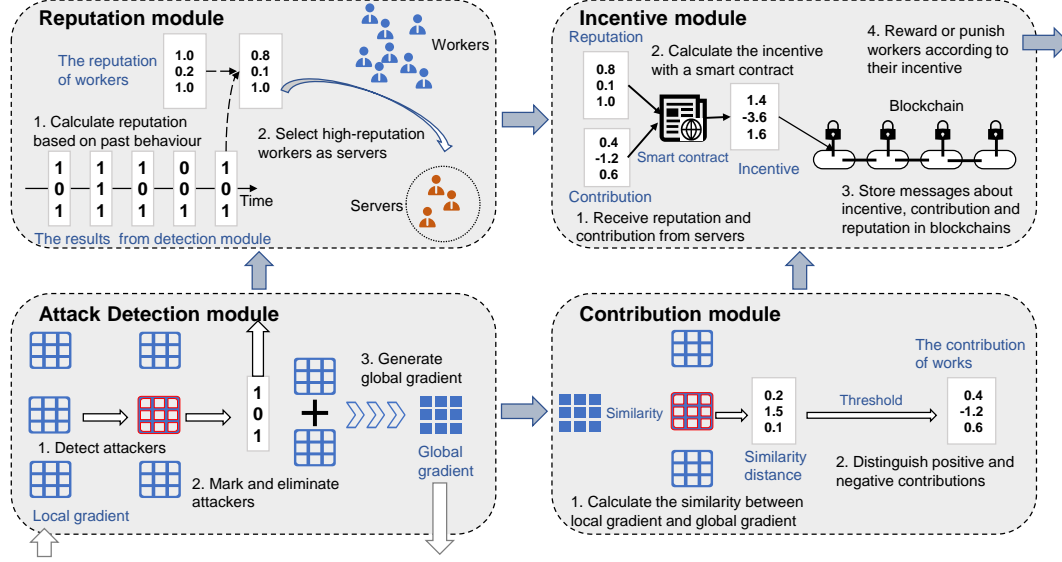 Reputation module
The reputation
of workers
1.0
0.2
1.0
0.8
0.1
1.0
Workers
1. Calculate reputation
based on past behaviour
2. Select high-reputation
workers as servers
1
0
1
1
1
1
1
0
1
0
0
1
1
0
1
Time
Servers
The results from detection module
Incentive module
Reputation
0.8
0.1
1.0
2. Calculate the incentive
with a smart contract
4. Reward or punish
workers according to
their incentive
0.4
-1.2
0.6
Smart contract
1.4
-3.6
1.6
Incentive
Blockchain
Contribution
1. Receive reputation and
contribution from servers
3. Store messages about
incentive, contribution and
reputation in blockchains
Attack Detection module
1. Detect attackers
1
0
1
3. Generate
global gradient
2. Mark and eliminate
attackers
Global
gradient
Local gradient
Contribution module
Similarity
0.2
1.5
0.1
Similarity
distance
Threshold
The contribution
of works
0.4
-1.2
0.6
2. Distinguish positive and
negative contributions
1. Calculate the similarity between
local gradient and global gradient